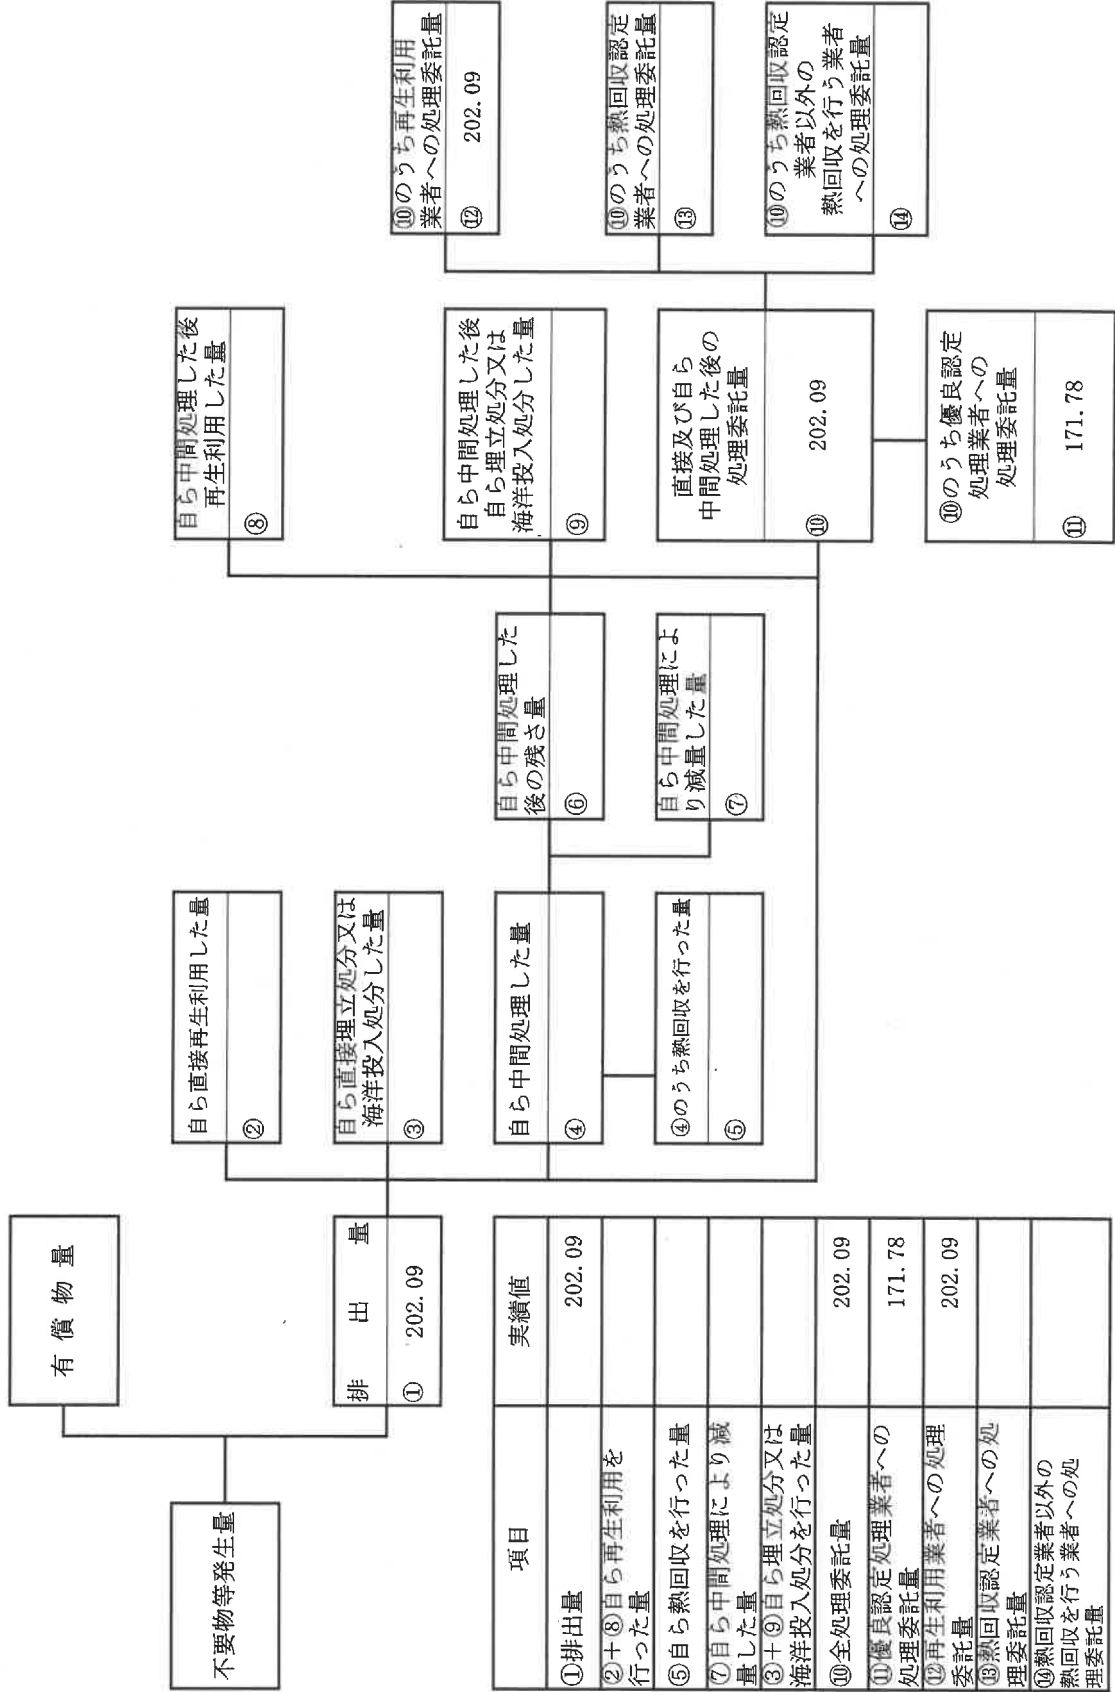 不要物等発生量
有償物量
排出量
① 202.09
自ら直接再生利用した量
②
自ら直接埋立処分又は
海洋投入処分した量
③
自ら中間処理した量
④
④のうち熱回収を行った量
⑤
自ら中間処理した
後の残さ量
⑥
自ら中間処理によ
り減量した量
⑦
自ら中間処理した後
再生利用した量
⑧
自ら中間処理した後
自ら埋立処分又は
海洋投入処分した量
⑨
直接及び自ら
中間処理した後の
処理委託量
⑩ 202.09
⑩のうち優良認定
処理業者への
処理委託量
⑪ 171.78
⑩のうち再生利用
業者への処理委託量
⑫ 202.09
⑩のうち熱回収認定
業者への処理委託量
⑬
⑩のうち熱回収認定
業者以外の
熱回収を行う業者
への処理委託量
⑭
項目 実績値
①排出量 202.09
②+⑧自ら再生利用を
行った量
⑤自ら熱回収を行った量
⑦自ら中間処理により減
量した量
③+⑨自ら埋立処分又は
海洋投入処分を行った量
⑩全処理委託量 202.09
⑪優良認定処理業者への
処理委託量 171.78
⑫再生利用業者への処理
委託量 202.09
⑬熱回収認定業者への処
理委託量
⑭熱回収認定業者以外の
熱回収を行う業者への処
理委託量